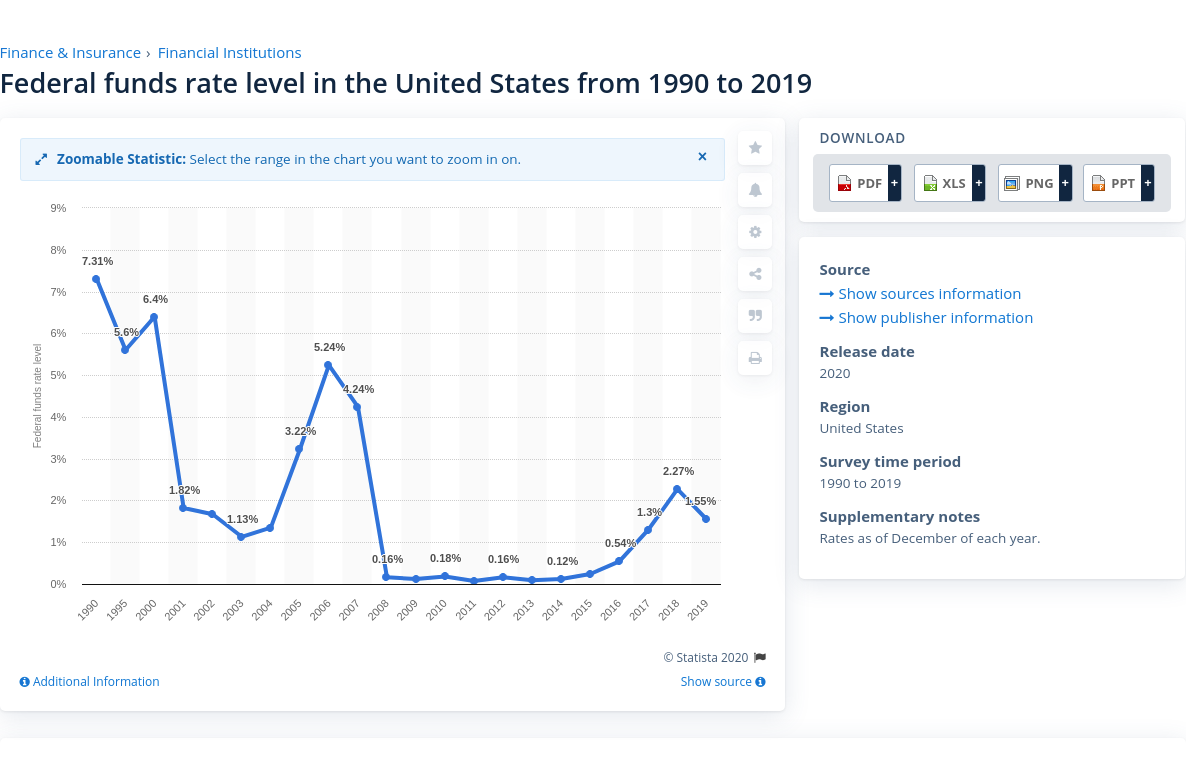 Finance & Insurance › Financial Institutions
Federal funds rate level in the United States from 1990 to 2019
Zoomable Statistic: Select the range in the chart you want to zoom in on. ×
9%
8%
7%
6%
5%
4%
3%
2%
1%
0%
Federal funds rate level
7.31%
5.6%
6.4%
1.82%
1.13%
3.22%
5.24%
4.24%
0.16%
0.18%
0.16%
0.12%
0.54%
1.3%
2.27%
1.55%
1990 1995 2000 2001 2002 2003 2004 2005 2006 2007 2008 2009 2010 2011 2012 2013 2014 2015 2016 2017 2018 2019
© Statista 2020
Additional Information
Show source
DOWNLOAD
PDF + XLS + PNG + PPT +
Source
Show sources information
Show publisher information
Release date
2020
Region
United States
Survey time period
1990 to 2019
Supplementary notes
Rates as of December of each year.